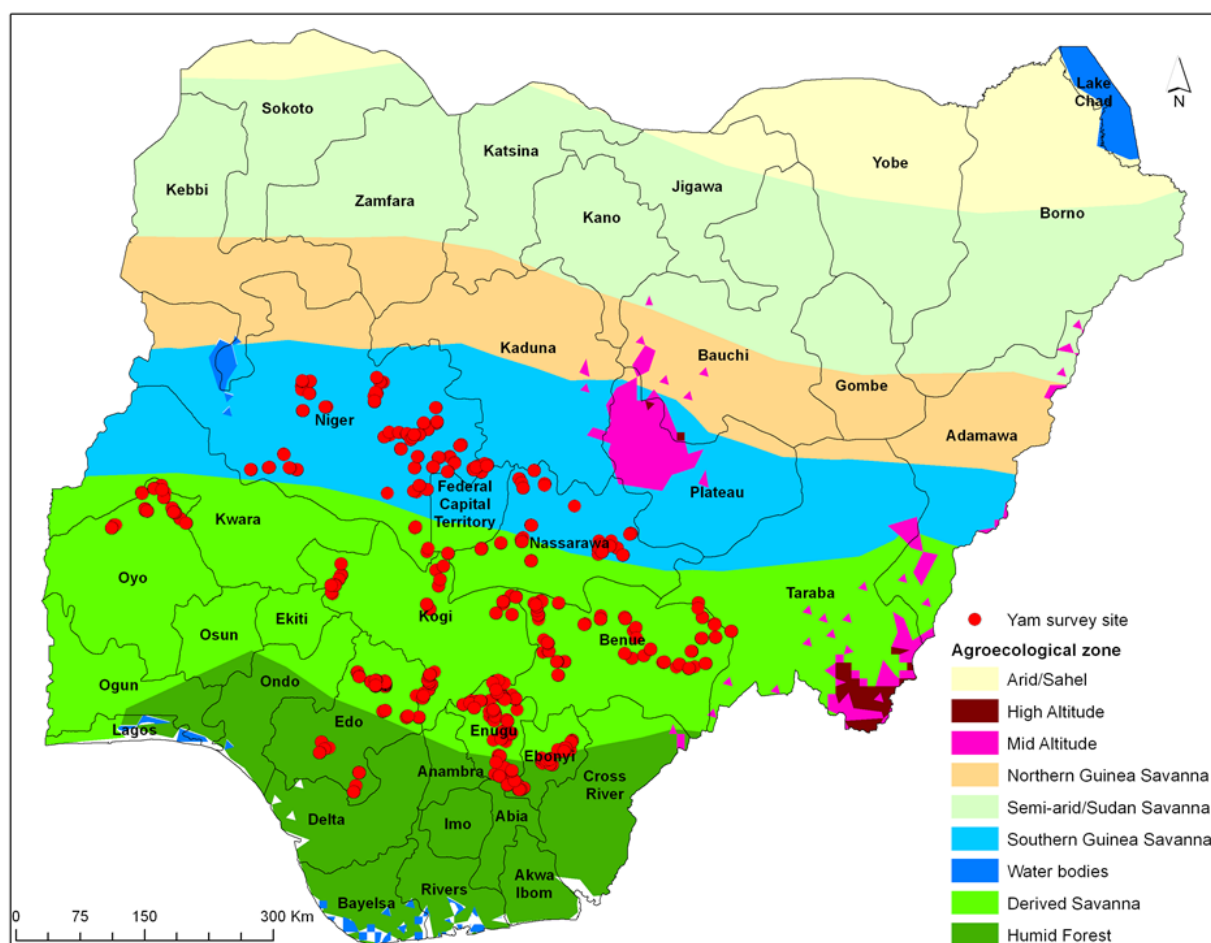 Lake
Chad
N
Sokoto
Katsina
Yobe
Jigawa
Kebbi
Zamfara
Kano
Borno
Kaduna
Bauchi
Gombe
Niger
Adamawa
Federal
Capital
Territory
Plateau
Kwara
Nassarawa
Oyo
Taraba
Ekiti
Kogi
Benue
Osun
Ogun
Ondo
Edo
Lagos
Enugu
Ebonyi
Anambra
Cross
River
Delta
Imo
Abia
Akwa
Ibom
Rivers
Bayelsa
Yam survey site
Agroecological zone
Arid/Sahel
High Altitude
Mid Altitude
Northern Guinea Savanna
Semi-arid/Sudan Savanna
Southern Guinea Savanna
Water bodies
Derived Savanna
Humid Forest
0 75 150 300 Km